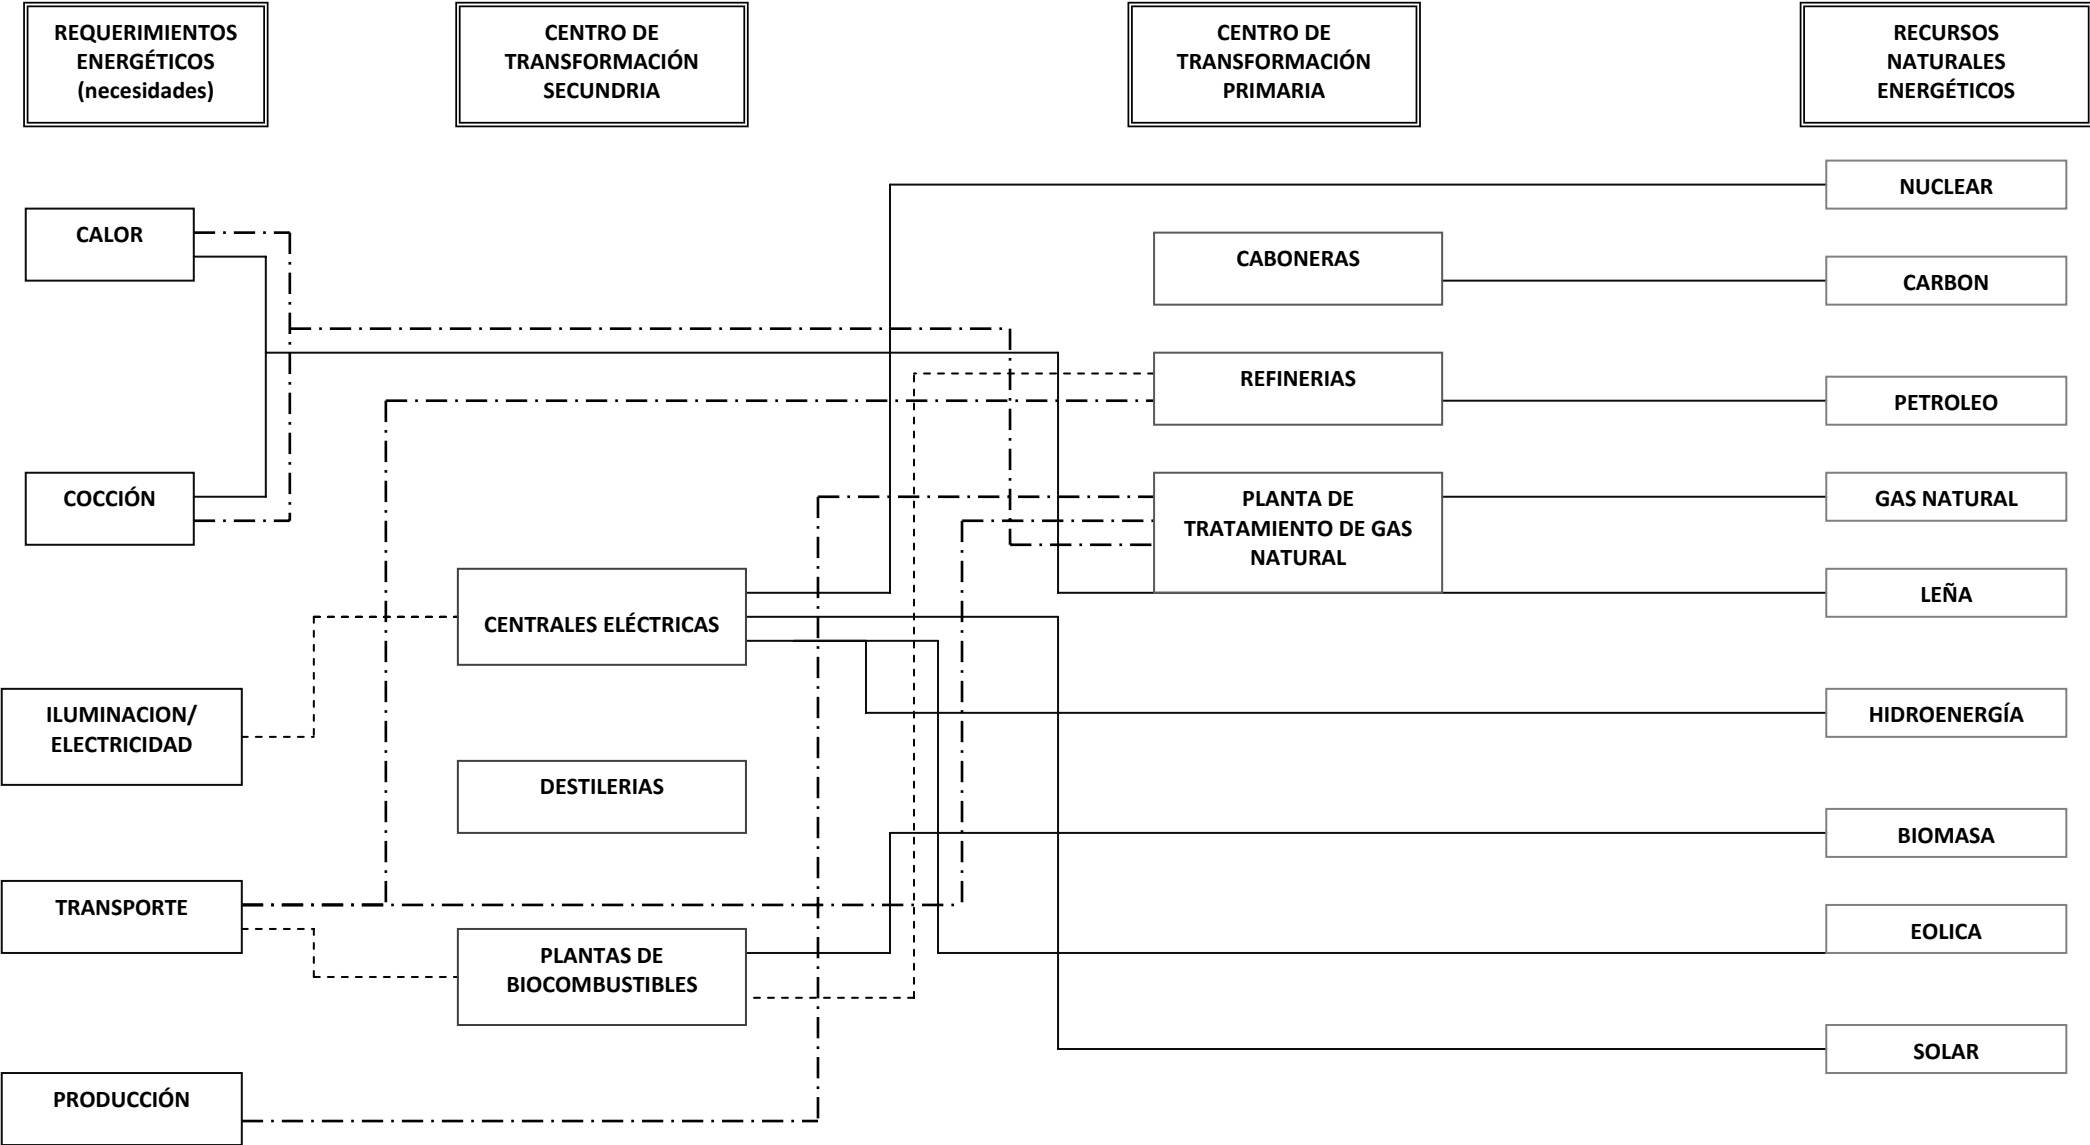 REQUERIMIENTOS
ENERGÉTICOS
(necesidades)
CENTRO DE
TRANSFORMACIÓN
SECUNDRIA
CENTRO DE
TRANSFORMACIÓN
PRIMARIA
RECURSOS
NATURALES
ENERGÉTICOS
CALOR
COCCIÓN
ILUMINACION/
ELECTRICIDAD
TRANSPORTE
PRODUCCIÓN
CENTRALES ELÉCTRICAS
DESTILERIAS
PLANTAS DE
BIOCOMBUSTIBLES
CABONERAS
REFINERIAS
PLANTA DE
TRATAMIENTO DE GAS
NATURAL
NUCLEAR
CARBON
PETROLEO
GAS NATURAL
LEÑA
HIDROENERGÍA
BIOMASA
EOLICA
SOLAR